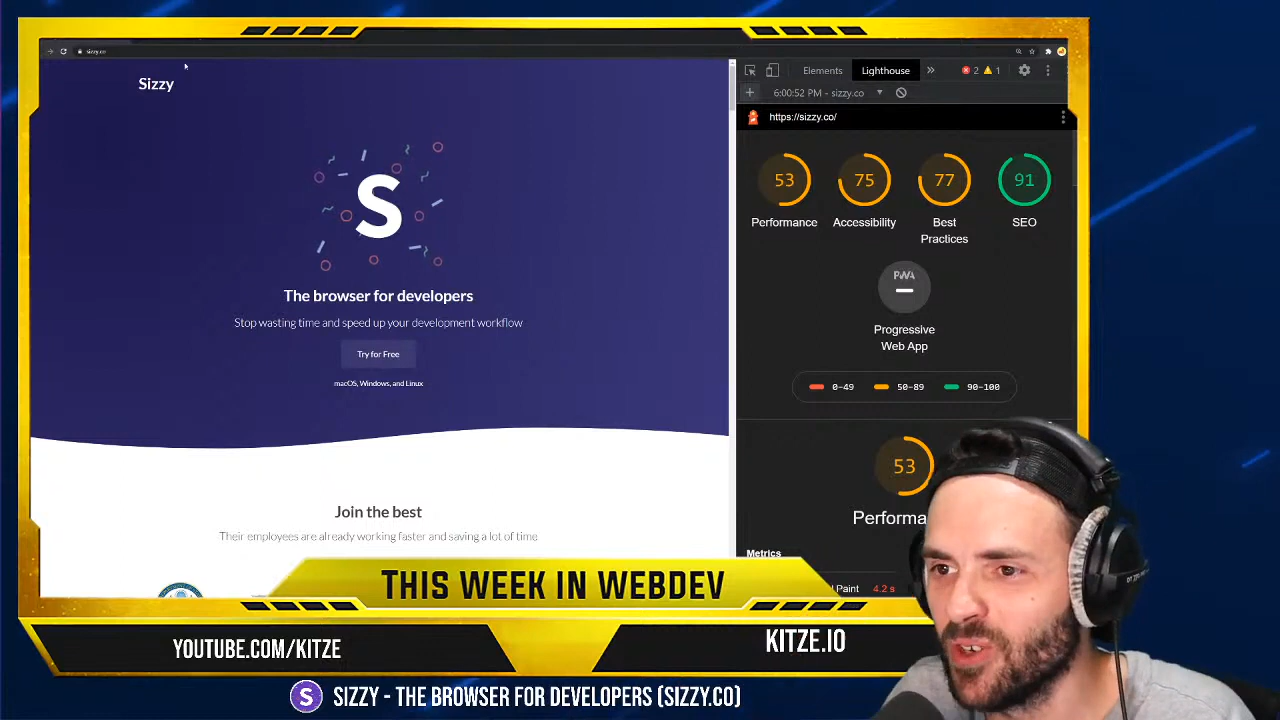 sizzy.co
Sizzy
S
The browser for developers
Stop wasting time and speed up your development workflow
Try for Free
macOS, Windows, and Linux
Join the best
Their employees are already working faster and saving a lot of time
Elements
Lighthouse
2
1
6:00:52 PM - sizzy.co
https://sizzy.co/
53
75
77
91
Performance
Accessibility
Best
Practices
SEO
PWA
Progressive
Web App
0-49
50-89
90-100
53
Performa
Metrics
Paint
4.2 s
THIS WEEK IN WEBDEV
YOUTUBE.COM/KITZE
KITZE.IO
S
SIZZY - THE BROWSER FOR DEVELOPERS (SIZZY.CO)